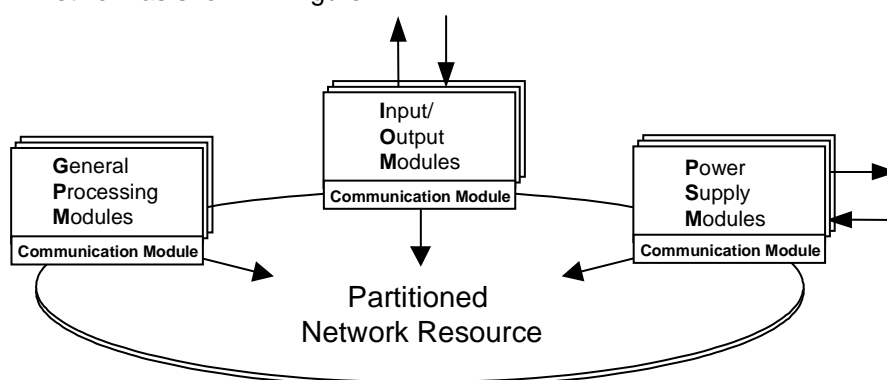 Input/
Output
Modules
Communication Module
General
Processing
Modules
Communication Module
Power
Supply
Modules
Communication Module
Partitioned
Network Resource